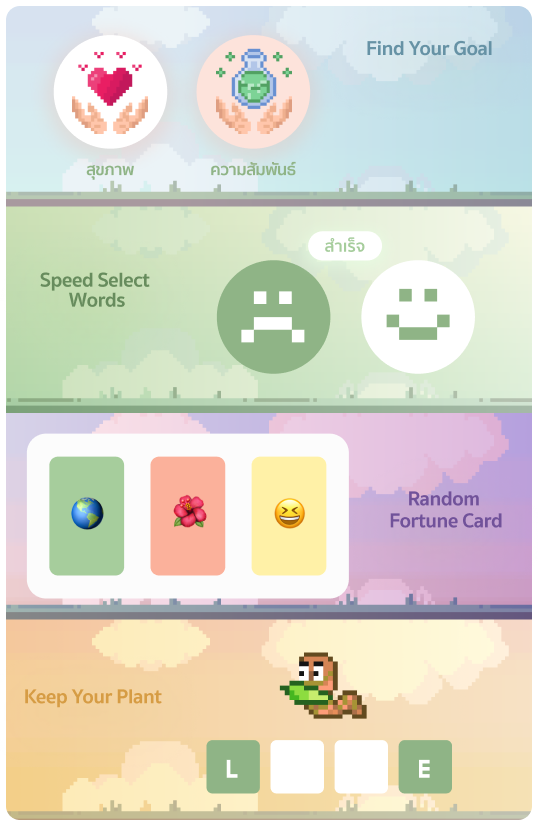 Find Your Goal
สุขภาพ
ความสัมพันธ์
สำเร็จ
Speed Select
Words
Random
Fortune Card
Keep Your Plant
L
E